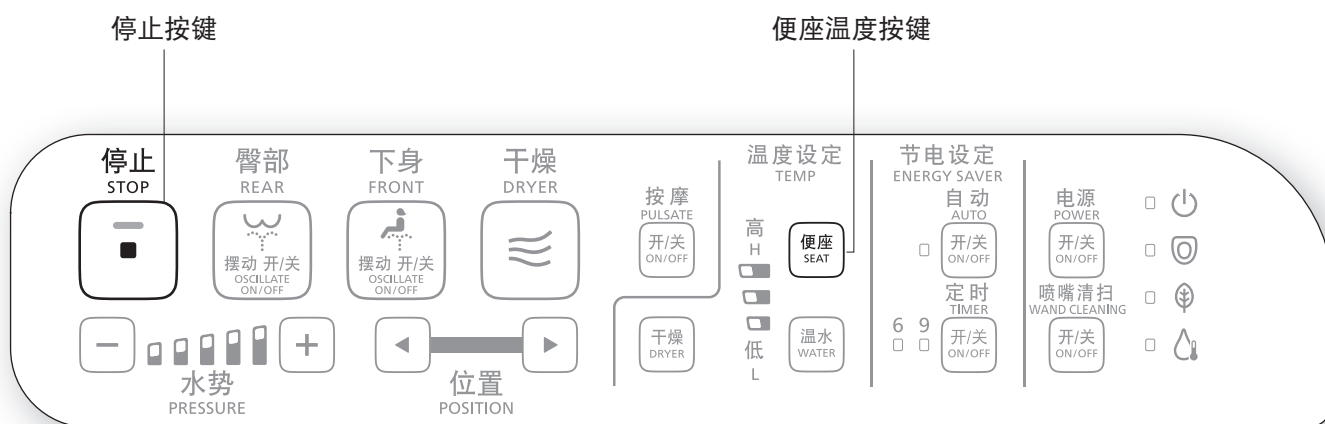 停止按键
便座温度按键
停止
STOP
臀部
REAR
下身
FRONT
干燥
DRYER
摆动 开/关
OSCILLATE
ON/OFF
摆动 开/关
OSCILLATE
ON/OFF
水势
PRESSURE
位置
POSITION
按摩
PULSATE
开/关
ON/OFF
干燥
DRYER
温度设定
TEMP
高
H
低
L
便座
SEAT
温水
WATER
节电设定
ENERGY SAVER
自动
AUTO
开/关
ON/OFF
定时
TIMER
6 9
开/关
ON/OFF
电源
POWER
开/关
ON/OFF
喷嘴清扫
WAND CLEANING
开/关
ON/OFF